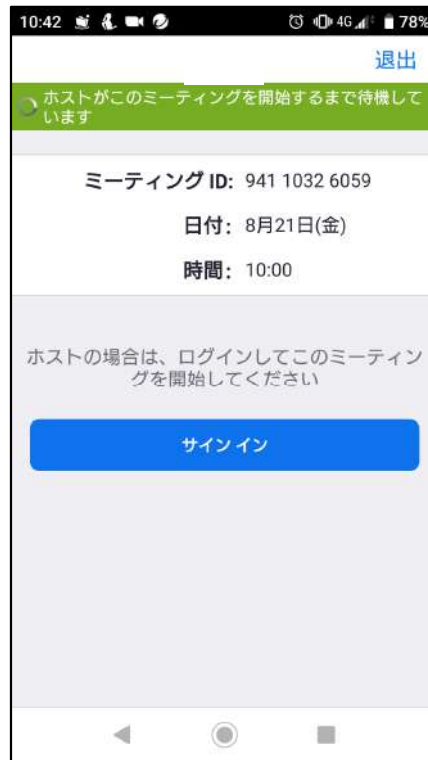 10:42 4G 78%
退出
ホストがこのミーティングを開始するまで待機して
います
ミーティング ID: 941 1032 6059
日付: 8月21日(金)
時間: 10:00
ホストの場合は、ログインしてこのミーティン
グを開始してください
サイン イン